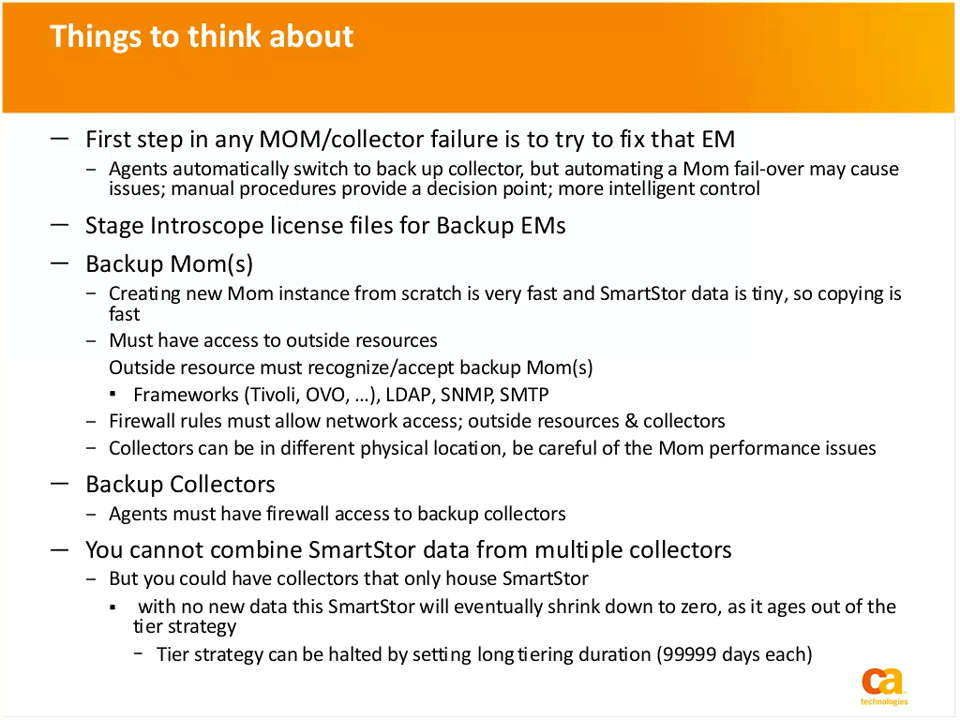 Things to think about
— First step in any MOM/collector failure is to try to fix that EM
– Agents automatically switch to back up collector, but automating a Mom fail-over may cause
issues; manual procedures provide a decision point; more intelligent control
— Stage Introscope license files for Backup EMs
— Backup Mom(s)
– Creating new Mom instance from scratch is very fast and SmartStor data is tiny, so copying is
fast
– Must have access to outside resources
Outside resource must recognize/accept backup Mom(s)
▪ Frameworks (Tivoli, OVO, ...), LDAP, SNMP, SMTP
– Firewall rules must allow network access; outside resources & collectors
– Collectors can be in different physical location, be careful of the Mom performance issues
— Backup Collectors
– Agents must have firewall access to backup collectors
— You cannot combine SmartStor data from multiple collectors
– But you could have collectors that only house SmartStor
▪ with no new data this SmartStor will eventually shrink down to zero, as it ages out of the
tier strategy
– Tier strategy can be halted by setting long tiering duration (99999 days each)
ca
technologies